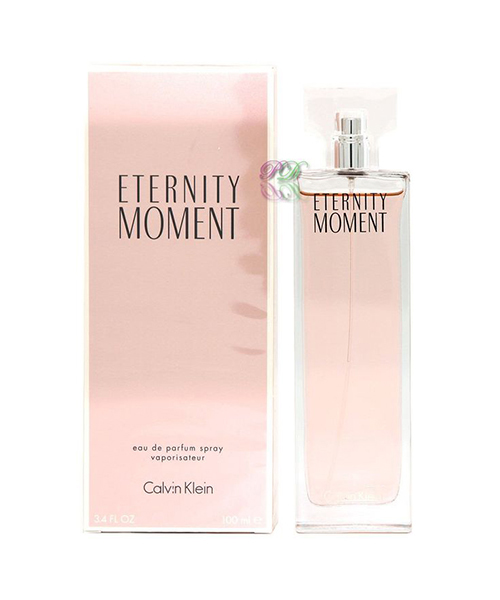 ETERNITY
MOMENT
eau de parfum spray
vaporisateur
Calvin Klein
3.4 FL OZ 100 ml e
ETERNITY
MOMENT